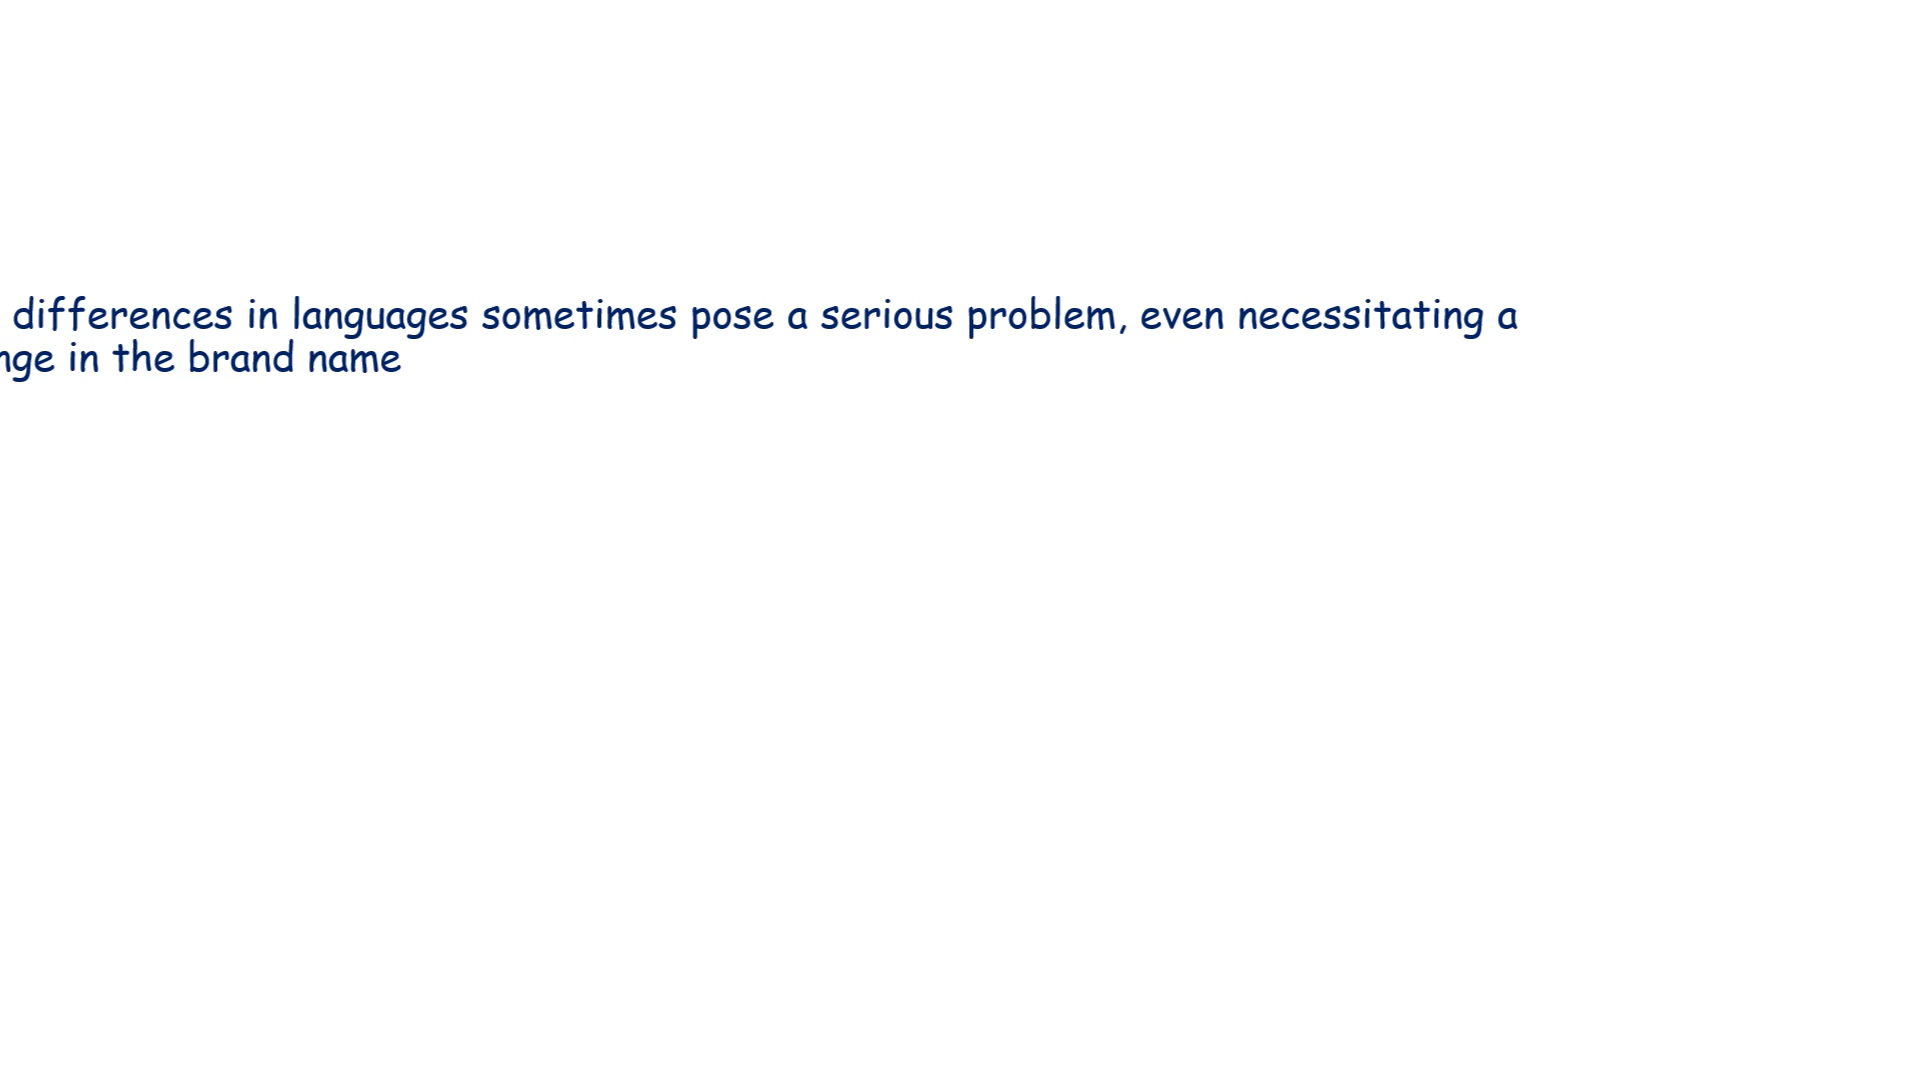 differences in languages sometimes pose a serious problem, even necessitating a
nge in the brand name